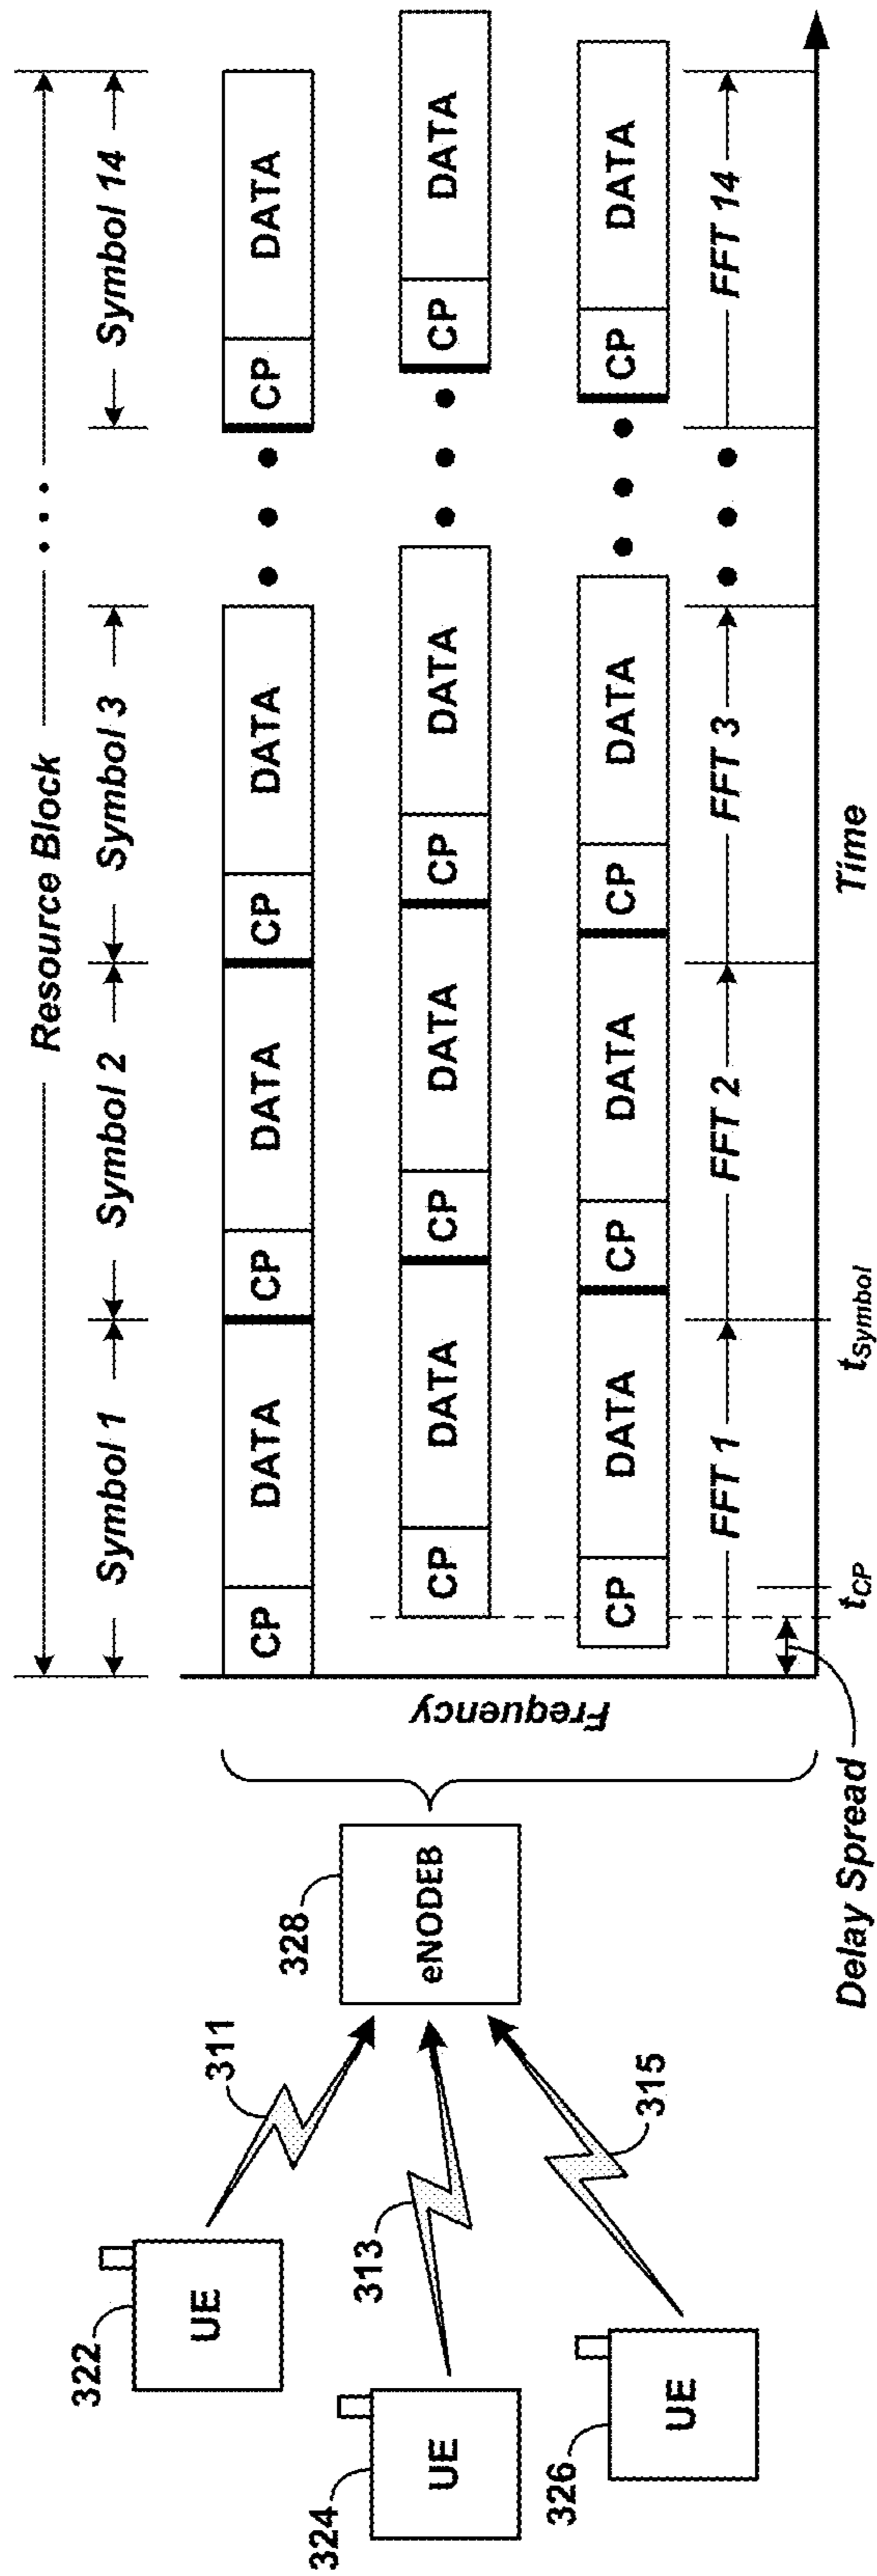 Resource Block
Symbol 1
Symbol 2
Symbol 3
Symbol 14
CP DATA CP DATA CP DATA CP DATA
CP DATA CP DATA CP DATA CP DATA
CP DATA CP DATA CP DATA CP DATA
FFT 1
FFT 2
FFT 3
FFT 14
Frequency
Time
tCP
tSymbol
Delay Spread
322
UE
324
UE
326
UE
311
313
315
328
eNODEB